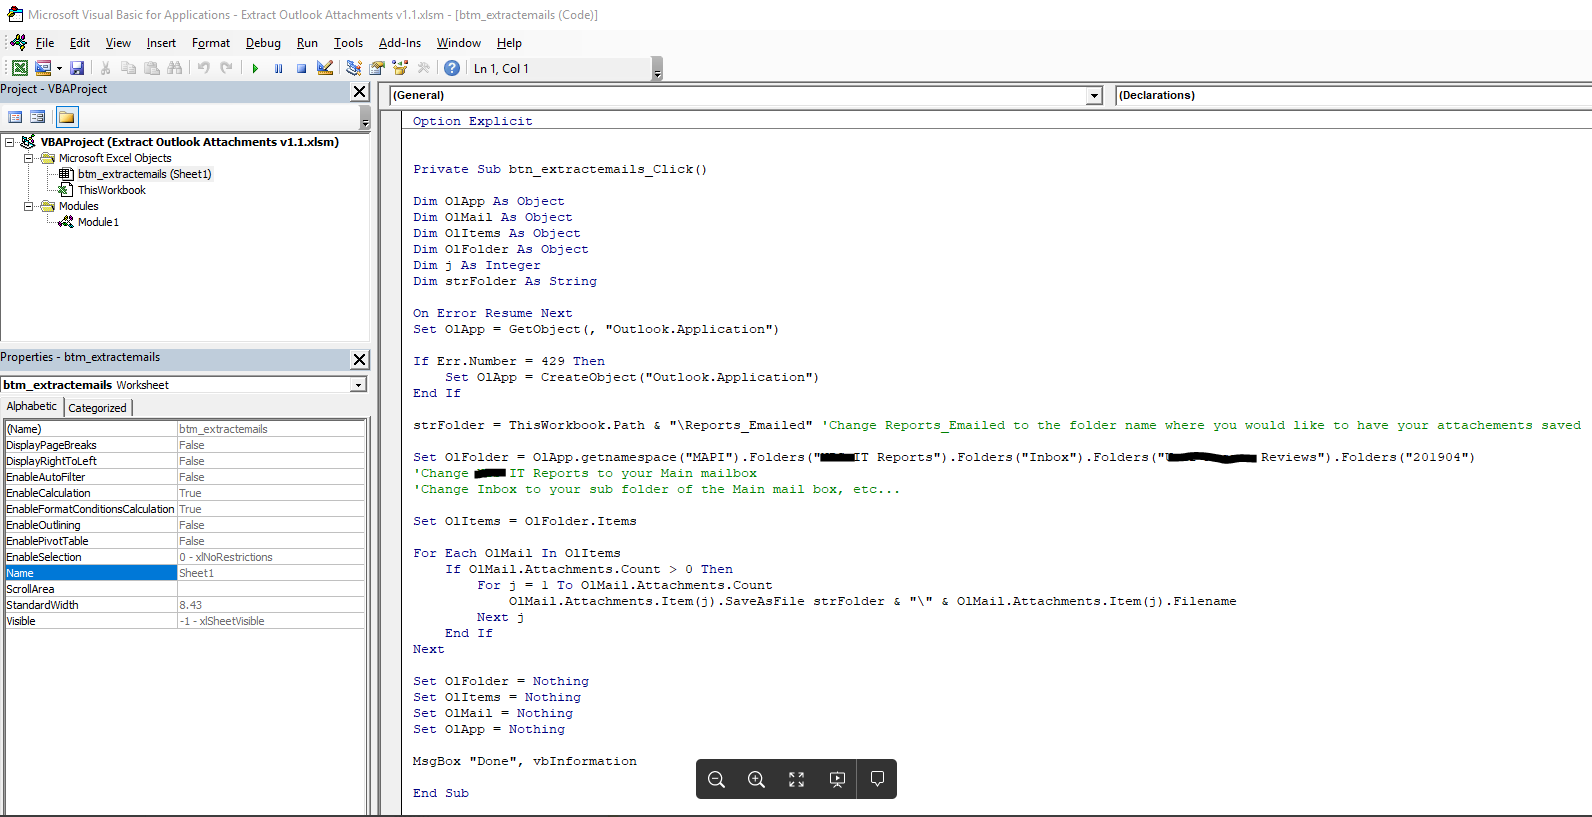 Microsoft Visual Basic for Applications - Extract Outlook Attachments v1.1.xlsm - [btm_extractemails (Code)]
File Edit View Insert Format Debug Run Tools Add-Ins Window Help
Ln 1, Col 1
Project - VBAProject
VBAProject (Extract Outlook Attachments v1.1.xlsm)
Microsoft Excel Objects
btm_extractemails (Sheet1)
ThisWorkbook
Modules
Module1
Properties - btm_extractemails
btm_extractemails Worksheet
Alphabetic Categorized
(Name) btm_extractemails
DisplayPageBreaks False
DisplayRightToLeft False
EnableAutoFilter False
EnableCalculation True
EnableFormatConditionsCalculation True
EnableOutlining False
EnablePivotTable False
EnableSelection 0 - xlNoRestrictions
Name Sheet1
ScrollArea
StandardWidth 8.43
Visible -1 - xlSheetVisible
(General) (Declarations)
Option Explicit
Private Sub btn_extractemails_Click()
Dim OlApp As Object
Dim OlMail As Object
Dim OlItems As Object
Dim OlFolder As Object
Dim j As Integer
Dim strFolder As String
On Error Resume Next
Set OlApp = GetObject(, "Outlook.Application")
If Err.Number = 429 Then
Set OlApp = CreateObject("Outlook.Application")
End If
strFolder = ThisWorkbook.Path & "\Reports_Emailed" 'Change Reports_Emailed to the folder name where you would like to have your attachements saved
Set OlFolder = OlApp.getnamespace("MAPI").Folders(" IT Reports").Folders("Inbox").Folders(" Reviews").Folders("201904")
'Change IT Reports to your Main mailbox
'Change Inbox to your sub folder of the Main mail box, etc...
Set OlItems = OlFolder.Items
For Each OlMail In OlItems
If OlMail.Attachments.Count > 0 Then
For j = 1 To OlMail.Attachments.Count
OlMail.Attachments.Item(j).SaveAsFile strFolder & "\" & OlMail.Attachments.Item(j).Filename
Next j
End If
Next
Set OlFolder = Nothing
Set OlItems = Nothing
Set OlMail = Nothing
Set OlApp = Nothing
MsgBox "Done", vbInformation
End Sub